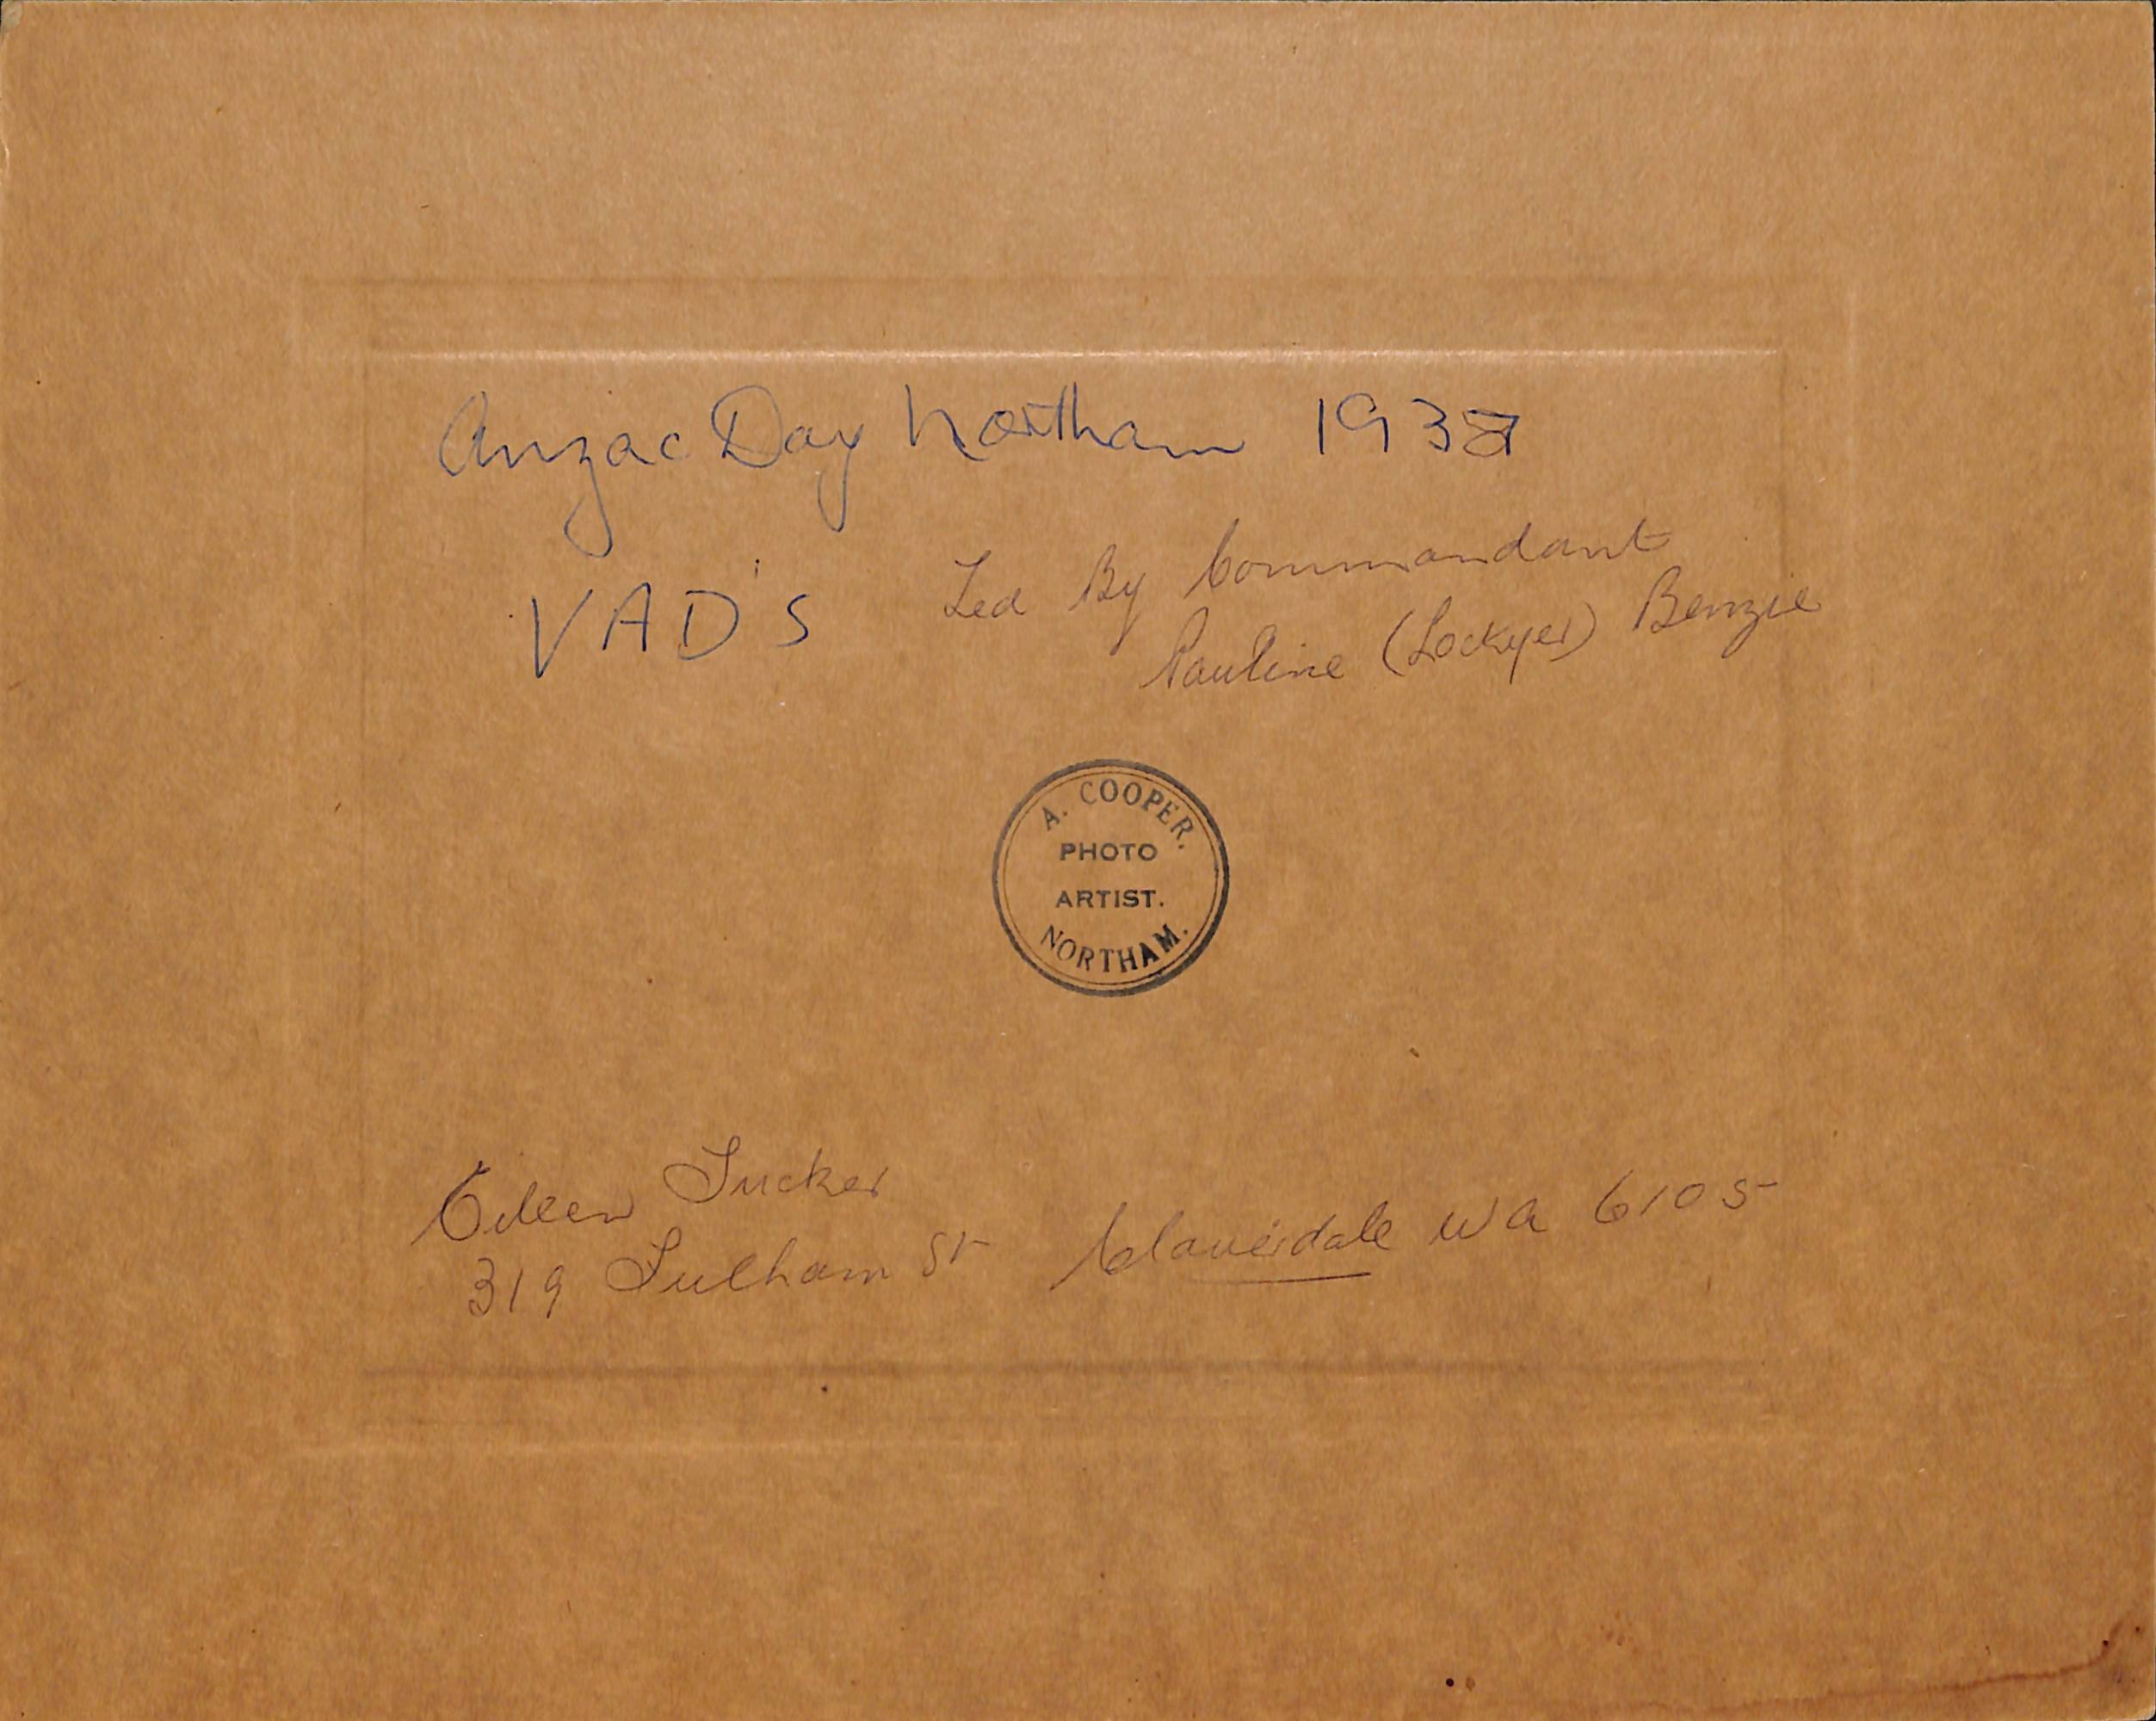 Anzac Day Northam 193
VAD's Led By Commandant
Pauline (Lockyer) Benzie
A. COOPER.
PHOTO
ARTIST.
NORTHAM.
Eileen Tucker
319 Fulham St Cloverdale WA 6105